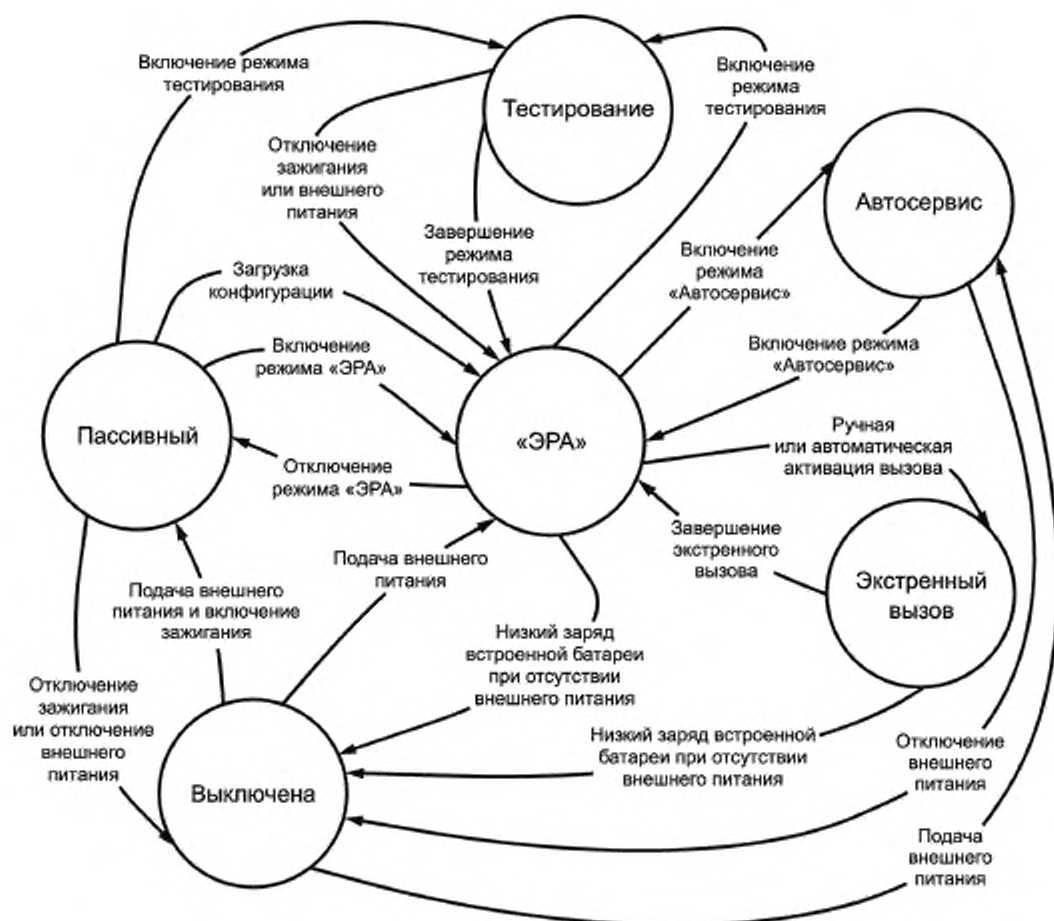 Включение режима
тестирования
Тестирование
Включение
режима
тестирования
Отключение
зажигания
или внешнего
питания
Завершение
режима
тестирования
Автосервис
Включение
режима
«Автосервис»
Загрузка
конфигурации
Включение
режима «ЭРА»
Включение режима
«Автосервис»
Пассивный
«ЭРА»
Ручная
или автоматическая
активация вызова
Отключение
режима «ЭРА»
Завершение
экстренного
вызова
Экстренный
вызов
Подача внешнего
питания
Подача внешнего
питания и включение
зажигания
Низкий заряд
встроенной батареи
при отсутствии
внешнего питания
Отключение
зажигания
или отключение
внешнего
питания
Низкий заряд встроенной
батареи при отсутствии
внешнего питания
Отключение
внешнего
питания
Выключена
Подача
внешнего
питания